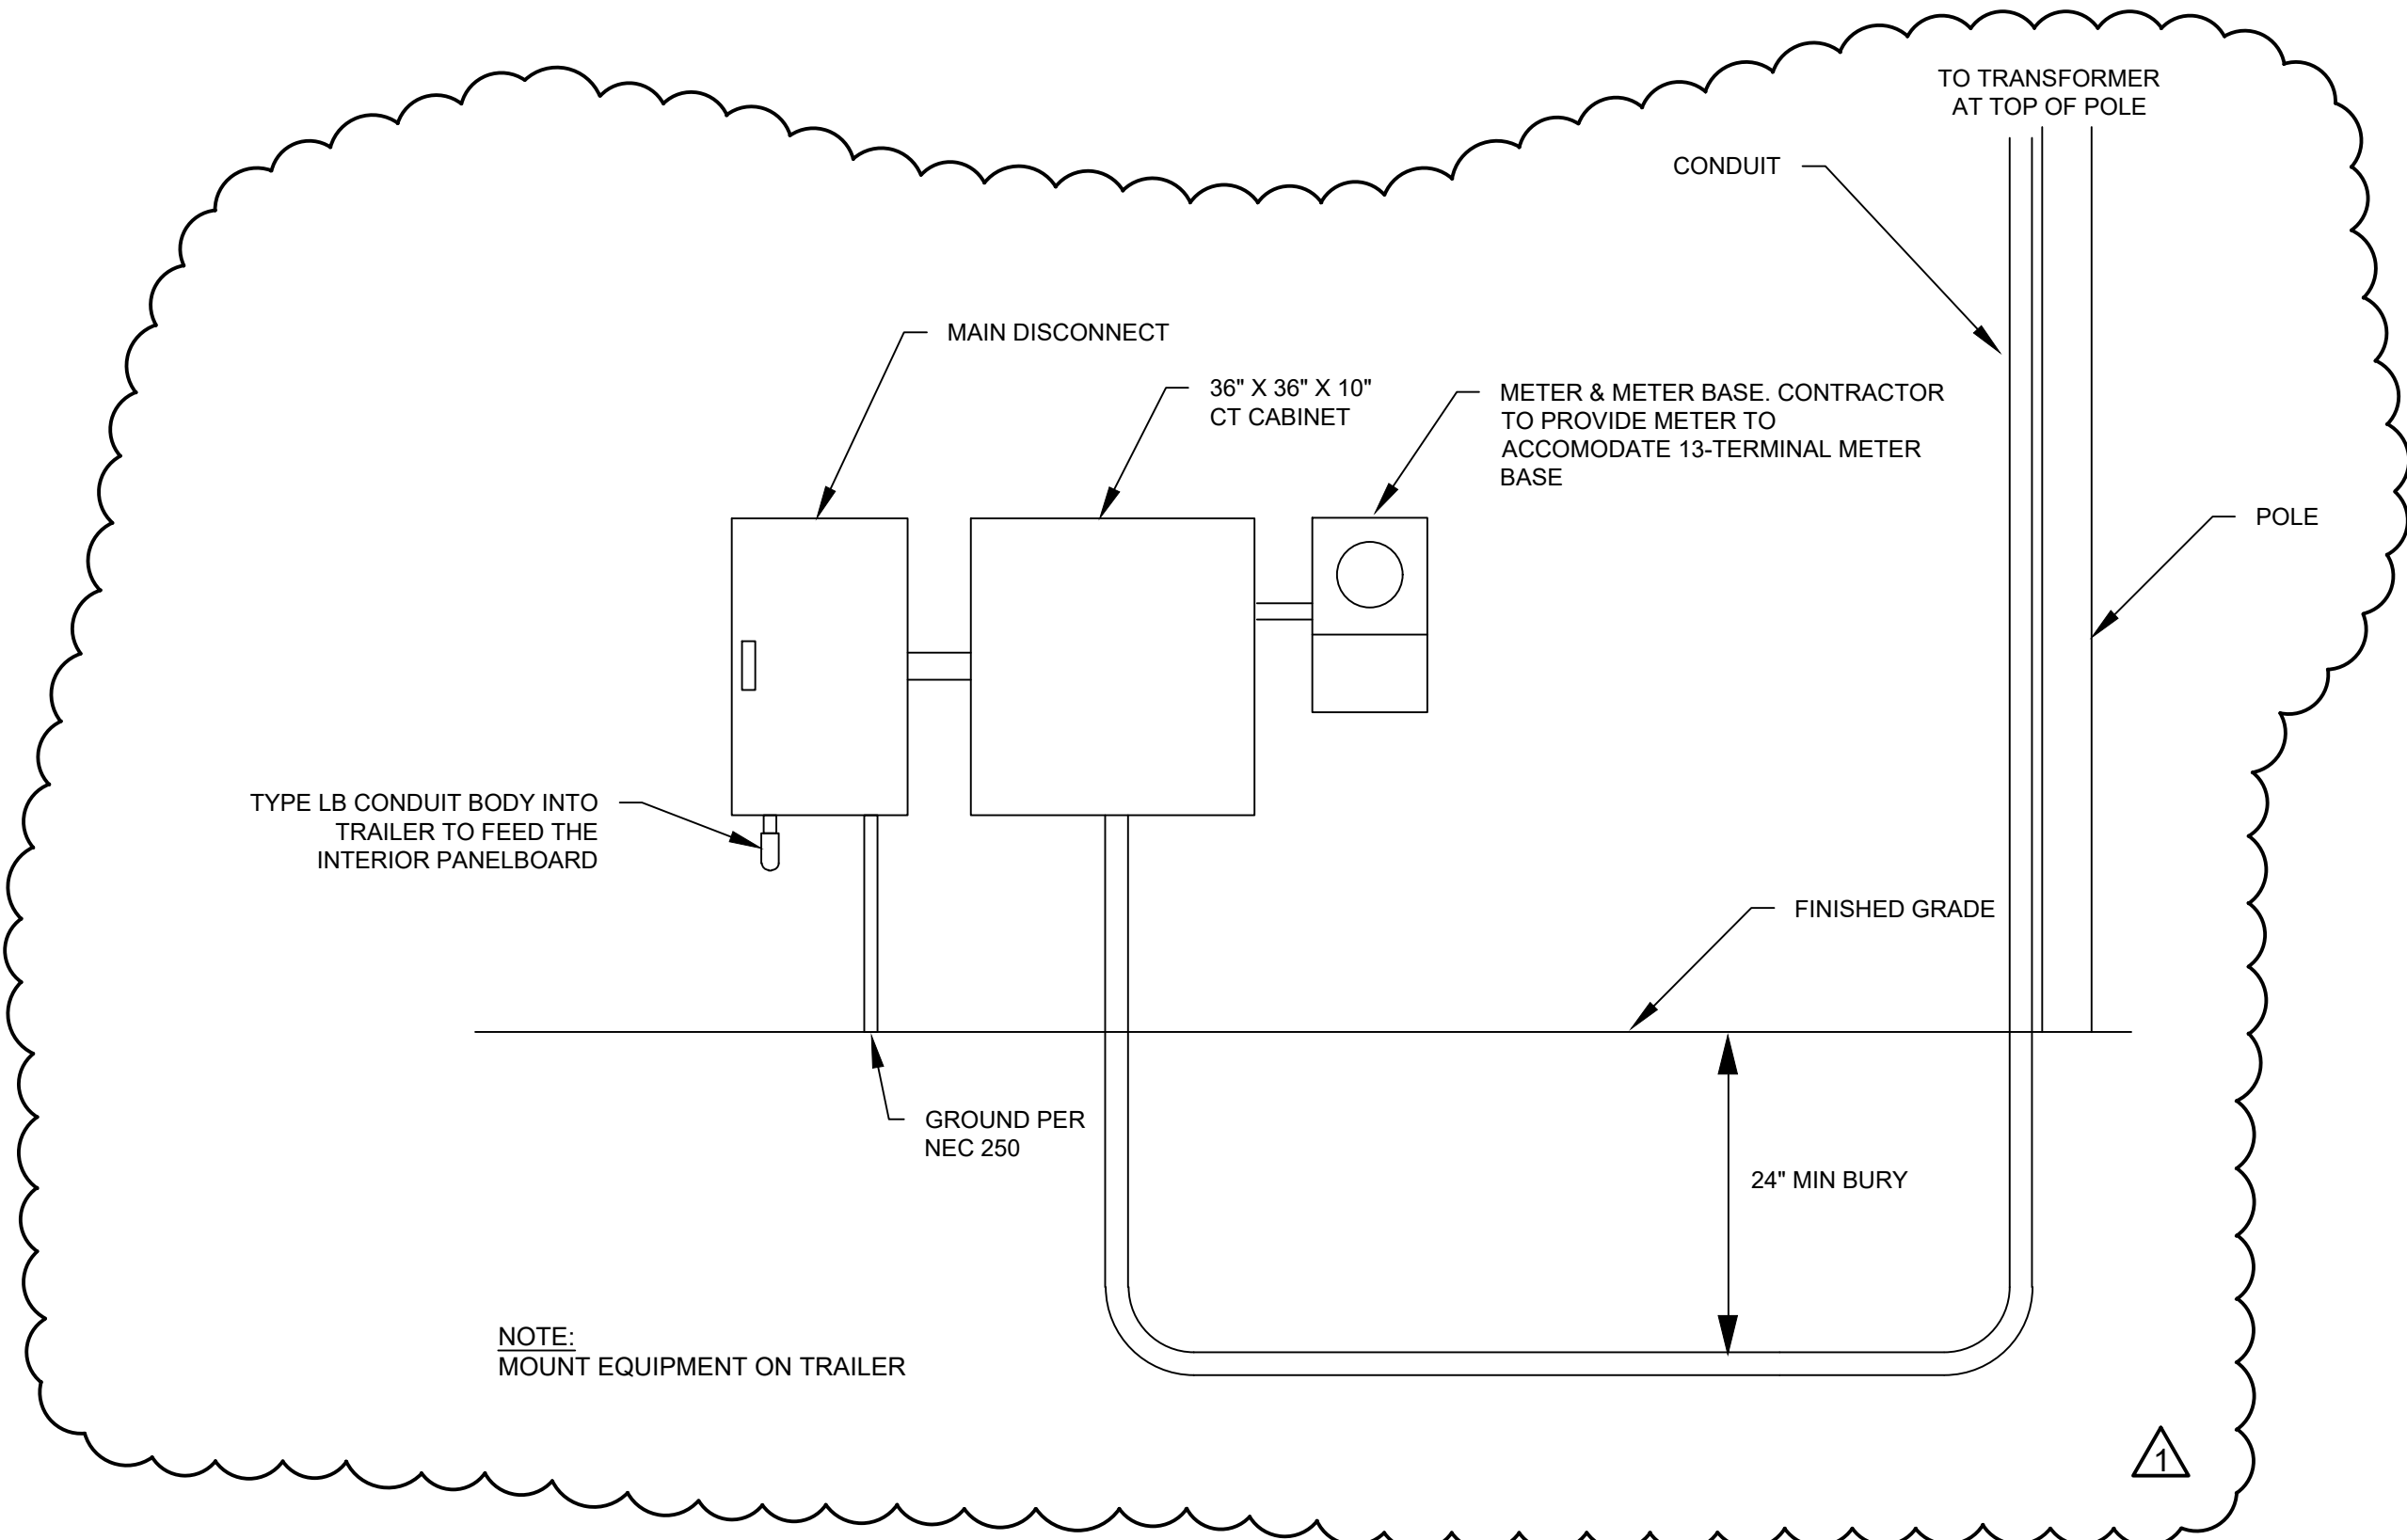 TO TRANSFORMER
AT TOP OF POLE
CONDUIT
MAIN DISCONNECT
36" X 36" X 10"
CT CABINET
METER & METER BASE. CONTRACTOR
TO PROVIDE METER TO
ACCOMODATE 13-TERMINAL METER
BASE
POLE
TYPE LB CONDUIT BODY INTO
TRAILER TO FEED THE
INTERIOR PANELBOARD
FINISHED GRADE
GROUND PER
NEC 250
24" MIN BURY
NOTE:
MOUNT EQUIPMENT ON TRAILER
1